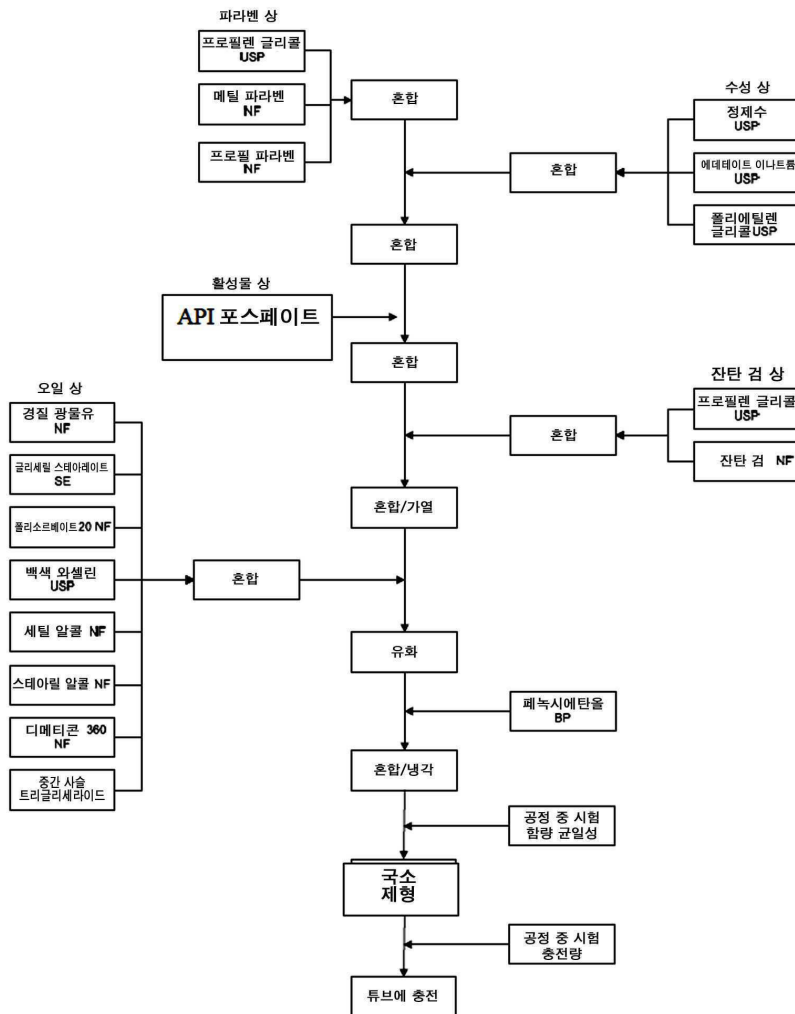 파라벤 상
프로필렌 글리콜
USP
메틸 파라벤
NF
프로필 파라벤
NF
혼합
수성 상
정제수
USP
에데테이트 이나트륨
USP
폴리에틸렌
글리콜USP
혼합
혼합
활성물 상
API 포스페이트
혼합
잔탄 검 상
프로필렌 글리콜
USP
잔탄 검 NF
혼합
혼합/가열
오일 상
경질 광물유
NF
글리세릴 스테아레이트
SE
폴리소르베이트20 NF
백색 와셀린
USP
세틸 알콜 NF
스테아릴 알콜 NF
디메티콘 360
NF
중간 사슬
트리글리세라이드
혼합
유화
페녹시에탄올
BP
혼합/냉각
공정 중 시험
함량 균일성
국소
제형
공정 중 시험
충전량
튜브에 충전